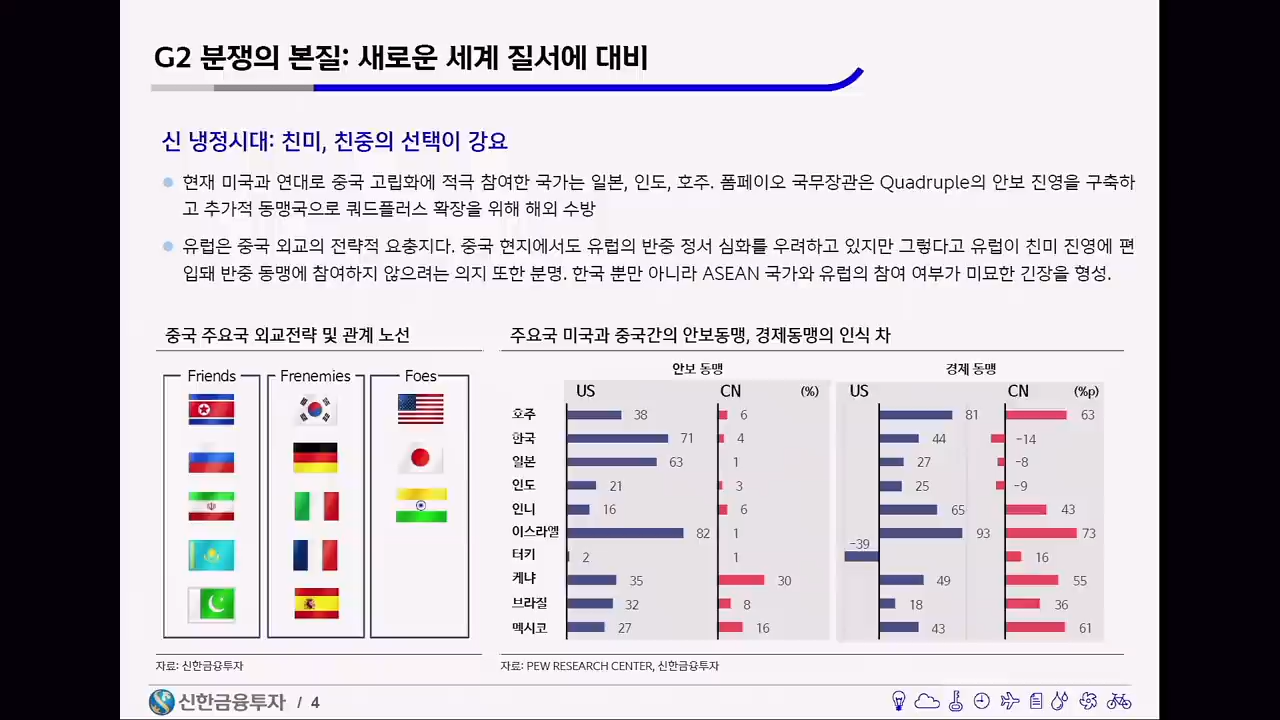 G2 분쟁의 본질: 새로운 세계 질서에 대비
신 냉정시대: 친미, 친중의 선택이 강요
현재 미국과 연대로 중국 고립화에 적극 참여한 국가는 일본, 인도, 호주. 폼페이오 국무장관은 Quadruple의 안보 진영을 구축하
고 추가적 동맹국으로 쿼드플러스 확장을 위해 해외 수방
유럽은 중국 외교의 전략적 요충지다. 중국 현지에서도 유럽의 반중 정서 심화를 우려하고 있지만 그렇다고 유럽이 친미 진영에 편
입돼 반중 동맹에 참여하지 않으려는 의지 또한 분명. 한국 뿐만 아니라 ASEAN 국가와 유럽의 참여 여부가 미묘한 긴장을 형성.
중국 주요국 외교전략 및 관계 노선
Friends Frenemies Foes
자료: 신한금융투자
주요국 미국과 중국간의 안보동맹, 경제동맹의 인식 차
안보 동맹 경제 동맹
US CN (%) US CN (%p)
호주 38 6 81 63
한국 71 4 44 -14
일본 63 1 27 -8
인도 21 3 25 -9
인니 16 6 65 43
이스라엘 82 1 93 73
터키 2 1 -39 16
케냐 35 30 49 55
브라질 32 8 18 36
멕시코 27 16 43 61
자료: PEW RESEARCH CENTER, 신한금융투자
신한금융투자 / 4